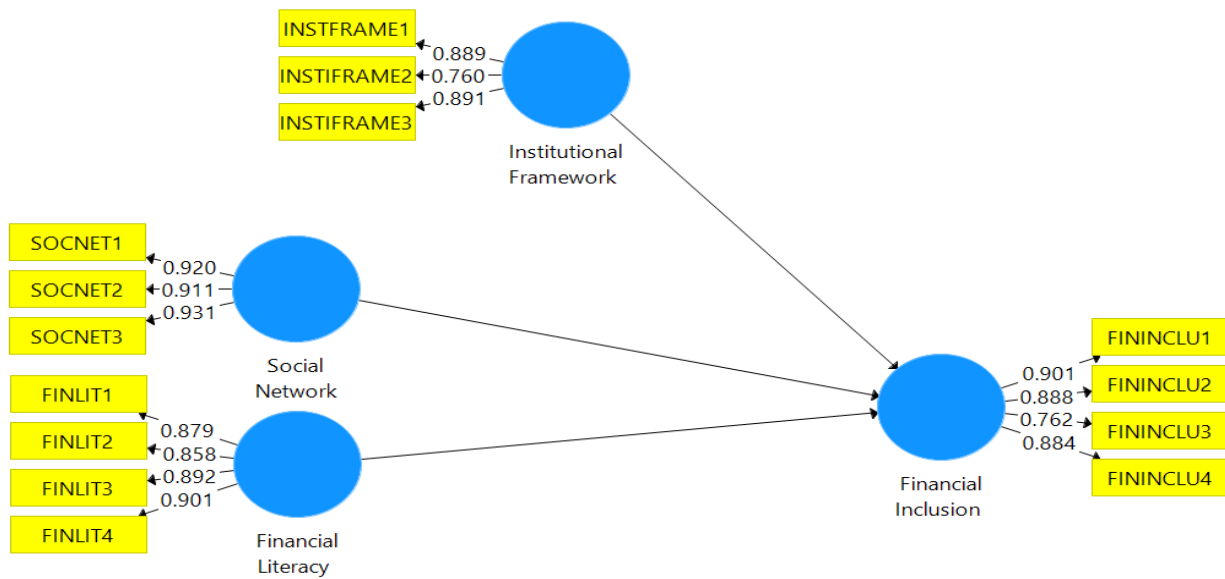 INSTFRAME1
0.889
INSTIFRAME2
0.760
INSTIFRAME3
0.891
Institutional
Framework
SOCNET1
0.920
SOCNET2
0.911
SOCNET3
0.931
Social
Network
FINLIT1
0.879
FINLIT2
0.858
FINLIT3
0.892
FINLIT4
0.901
Financial
Literacy
FININCLU1
0.901
FININCLU2
0.888
FININCLU3
0.762
FININCLU4
0.884
Financial
Inclusion